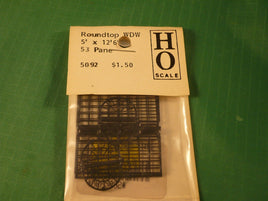 Roundtop WDW
5' x 12'6
53 Pane
5092 $1.50
HO
SCALE